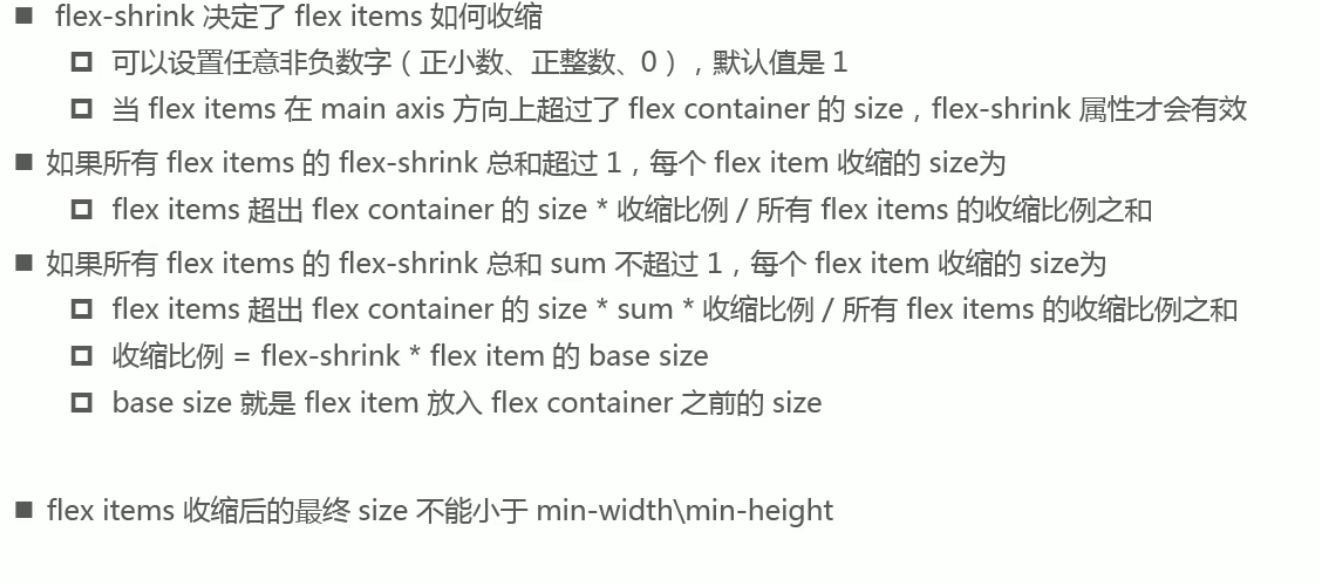 ■ flex-shrink 决定了 flex items 如何收缩
◻ 可以设置任意非负数字（正小数、正整数、0），默认值是 1
◻ 当 flex items 在 main axis 方向上超过了 flex container 的 size，flex-shrink 属性才会有效
■ 如果所有 flex items 的 flex-shrink 总和超过 1，每个 flex item 收缩的 size为
◻ flex items 超出 flex container 的 size * 收缩比例 / 所有 flex items 的收缩比例之和
■ 如果所有 flex items 的 flex-shrink 总和 sum 不超过 1，每个 flex item 收缩的 size为
◻ flex items 超出 flex container 的 size * sum * 收缩比例 / 所有 flex items 的收缩比例之和
◻ 收缩比例 = flex-shrink * flex item 的 base size
◻ base size 就是 flex item 放入 flex container 之前的 size
■ flex items 收缩后的最终 size 不能小于 min-width\min-height